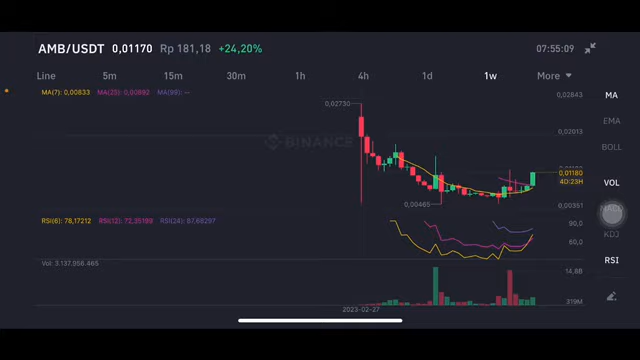 AMB/USDT 0,01170 Rp 181,18 +24,20% 07:55:09
Line 5m 15m 30m 1h 4h 1d 1w More
MA(7): 0,00833 MA(25): 0,00892 MA(99): --
0,02843
MA
0,02730
EMA
0,02013
BINANCE
BOLL
0,01180
4D:23H
VOL
0,00465
0,00351
RSI(6): 78,17212 RSI(12): 72,35189 RSI(24): 67,68297
90,0
KDJ
60,0
Vol: 3.137.958.465
RSI
14,8B
319M
2023-02-27